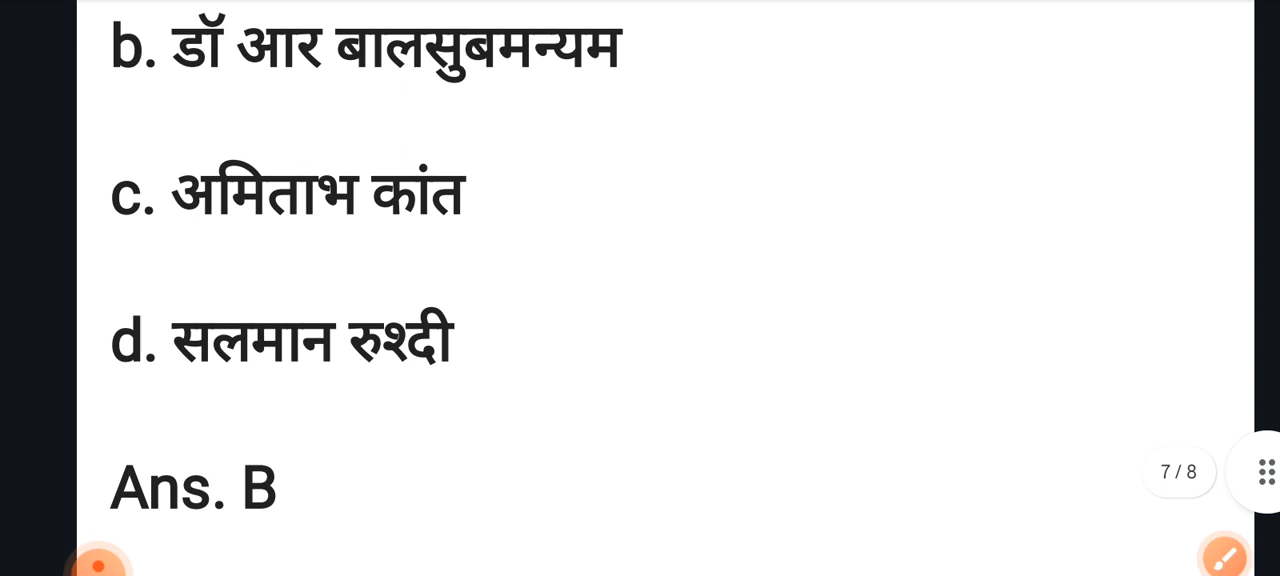 b. डॉ आर बालसुबमन्यम
c. अमिताभ कांत
d. सलमान रुश्दी
Ans. B
7 / 8